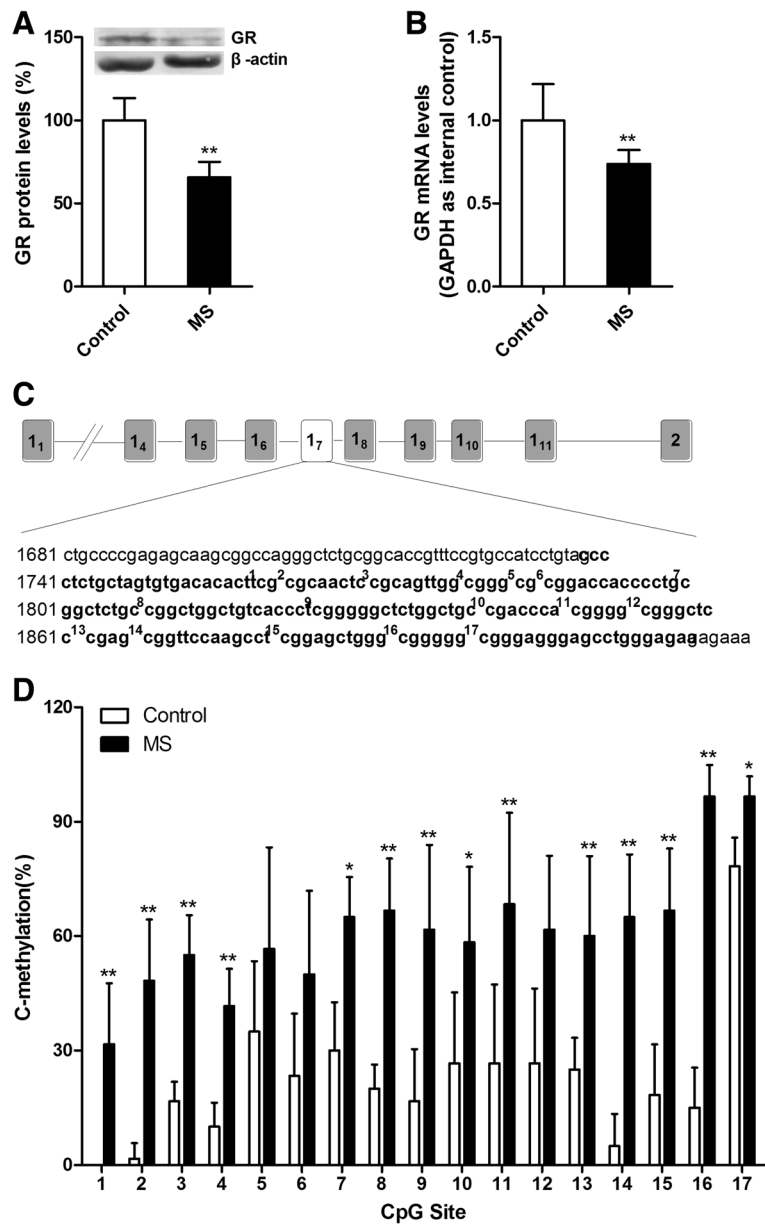 A
GR protein levels (%)
150
100
50
0
GR
β -actin
**
Control
MS
B
GR mRNA levels
(GAPDH as internal control)
1.5
1.0
0.5
0.0
**
Control
MS
C
1₁ 1₄ 1₅ 1₆ 1₇ 1₈ 1₉ 1₁₀ 1₁₁ 2
1681 ctgccccgagagcaagcggccagggctctgcggcaccgtttccgtgccatcctgtagccc
1741 ctctgctagtgtgacacactt¹cg²cgcaactc³cgcagttgg⁴cggg⁵cg⁶cggaccacccctg⁷c
1801 ggctctgc⁸cggctggctgtcaccct⁹cgggggctctggctgc¹⁰cgaccca¹¹cgggg¹²cgggctc
1861 c¹³cgag¹⁴cggttccaagcct¹⁵cggagctggg¹⁶cggggg¹⁷cgggagggagcctgggagaagagaaa
D
C-methylation(%)
120
90
60
30
0
Control
MS
** ** ** ** * ** ** * ** ** ** ** ** *
1 2 3 4 5 6 7 8 9 10 11 12 13 14 15 16 17
CpG Site